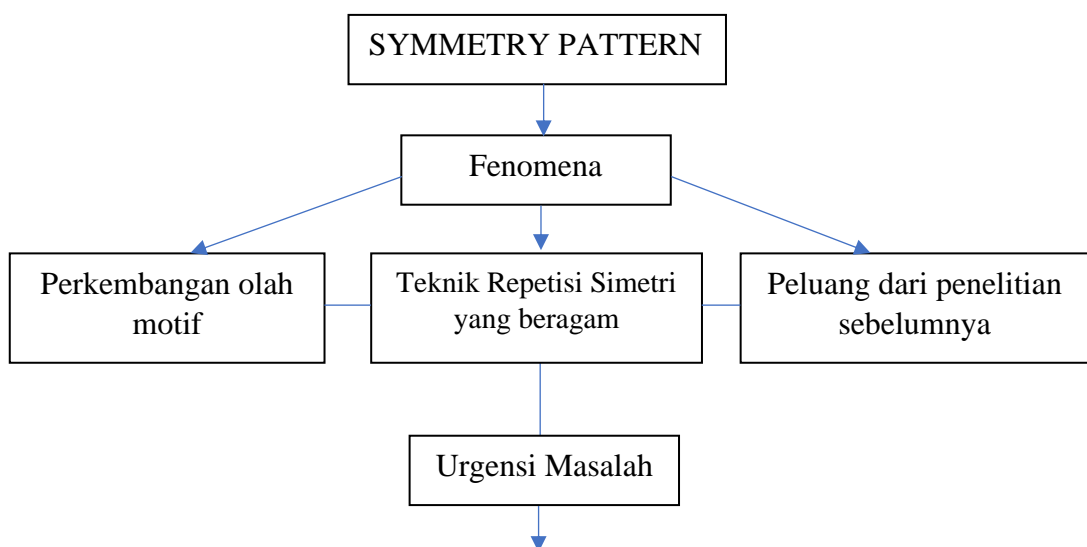 SYMMETRY PATTERN
Fenomena
Perkembangan olah
motif
Teknik Repetisi Simetri
yang beragam
Peluang dari penelitian
sebelumnya
Urgensi Masalah